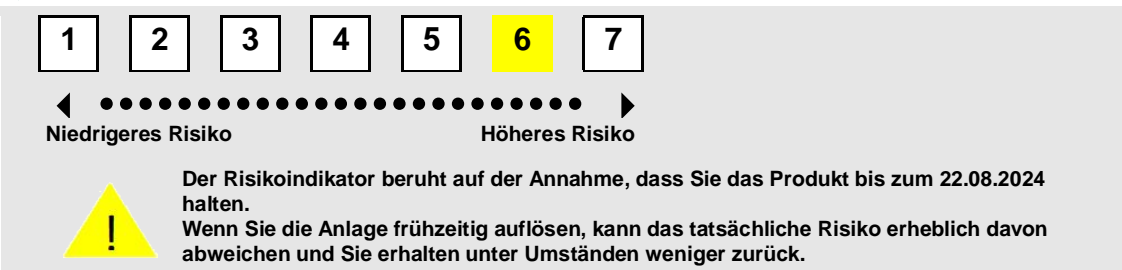 1 2 3 4 5 6 7
Niedrigeres Risiko Höheres Risiko
Der Risikoindikator beruht auf der Annahme, dass Sie das Produkt bis zum 22.08.2024
halten.
Wenn Sie die Anlage frühzeitig auflösen, kann das tatsächliche Risiko erheblich davon
abweichen und Sie erhalten unter Umständen weniger zurück.
!